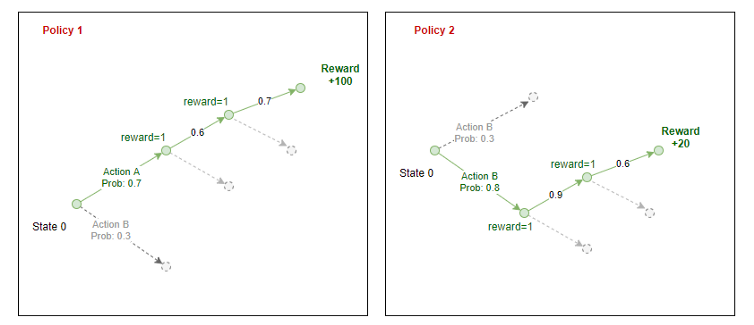 Policy 1
Reward
+100
reward=1
0.7
0.6
reward=1
Action A
Prob: 0.7
State 0
Action B
Prob: 0.3
Policy 2
Action B
Prob: 0.3
Reward
+20
State 0
reward=1
0.6
Action B
Prob: 0.8
0.9
reward=1